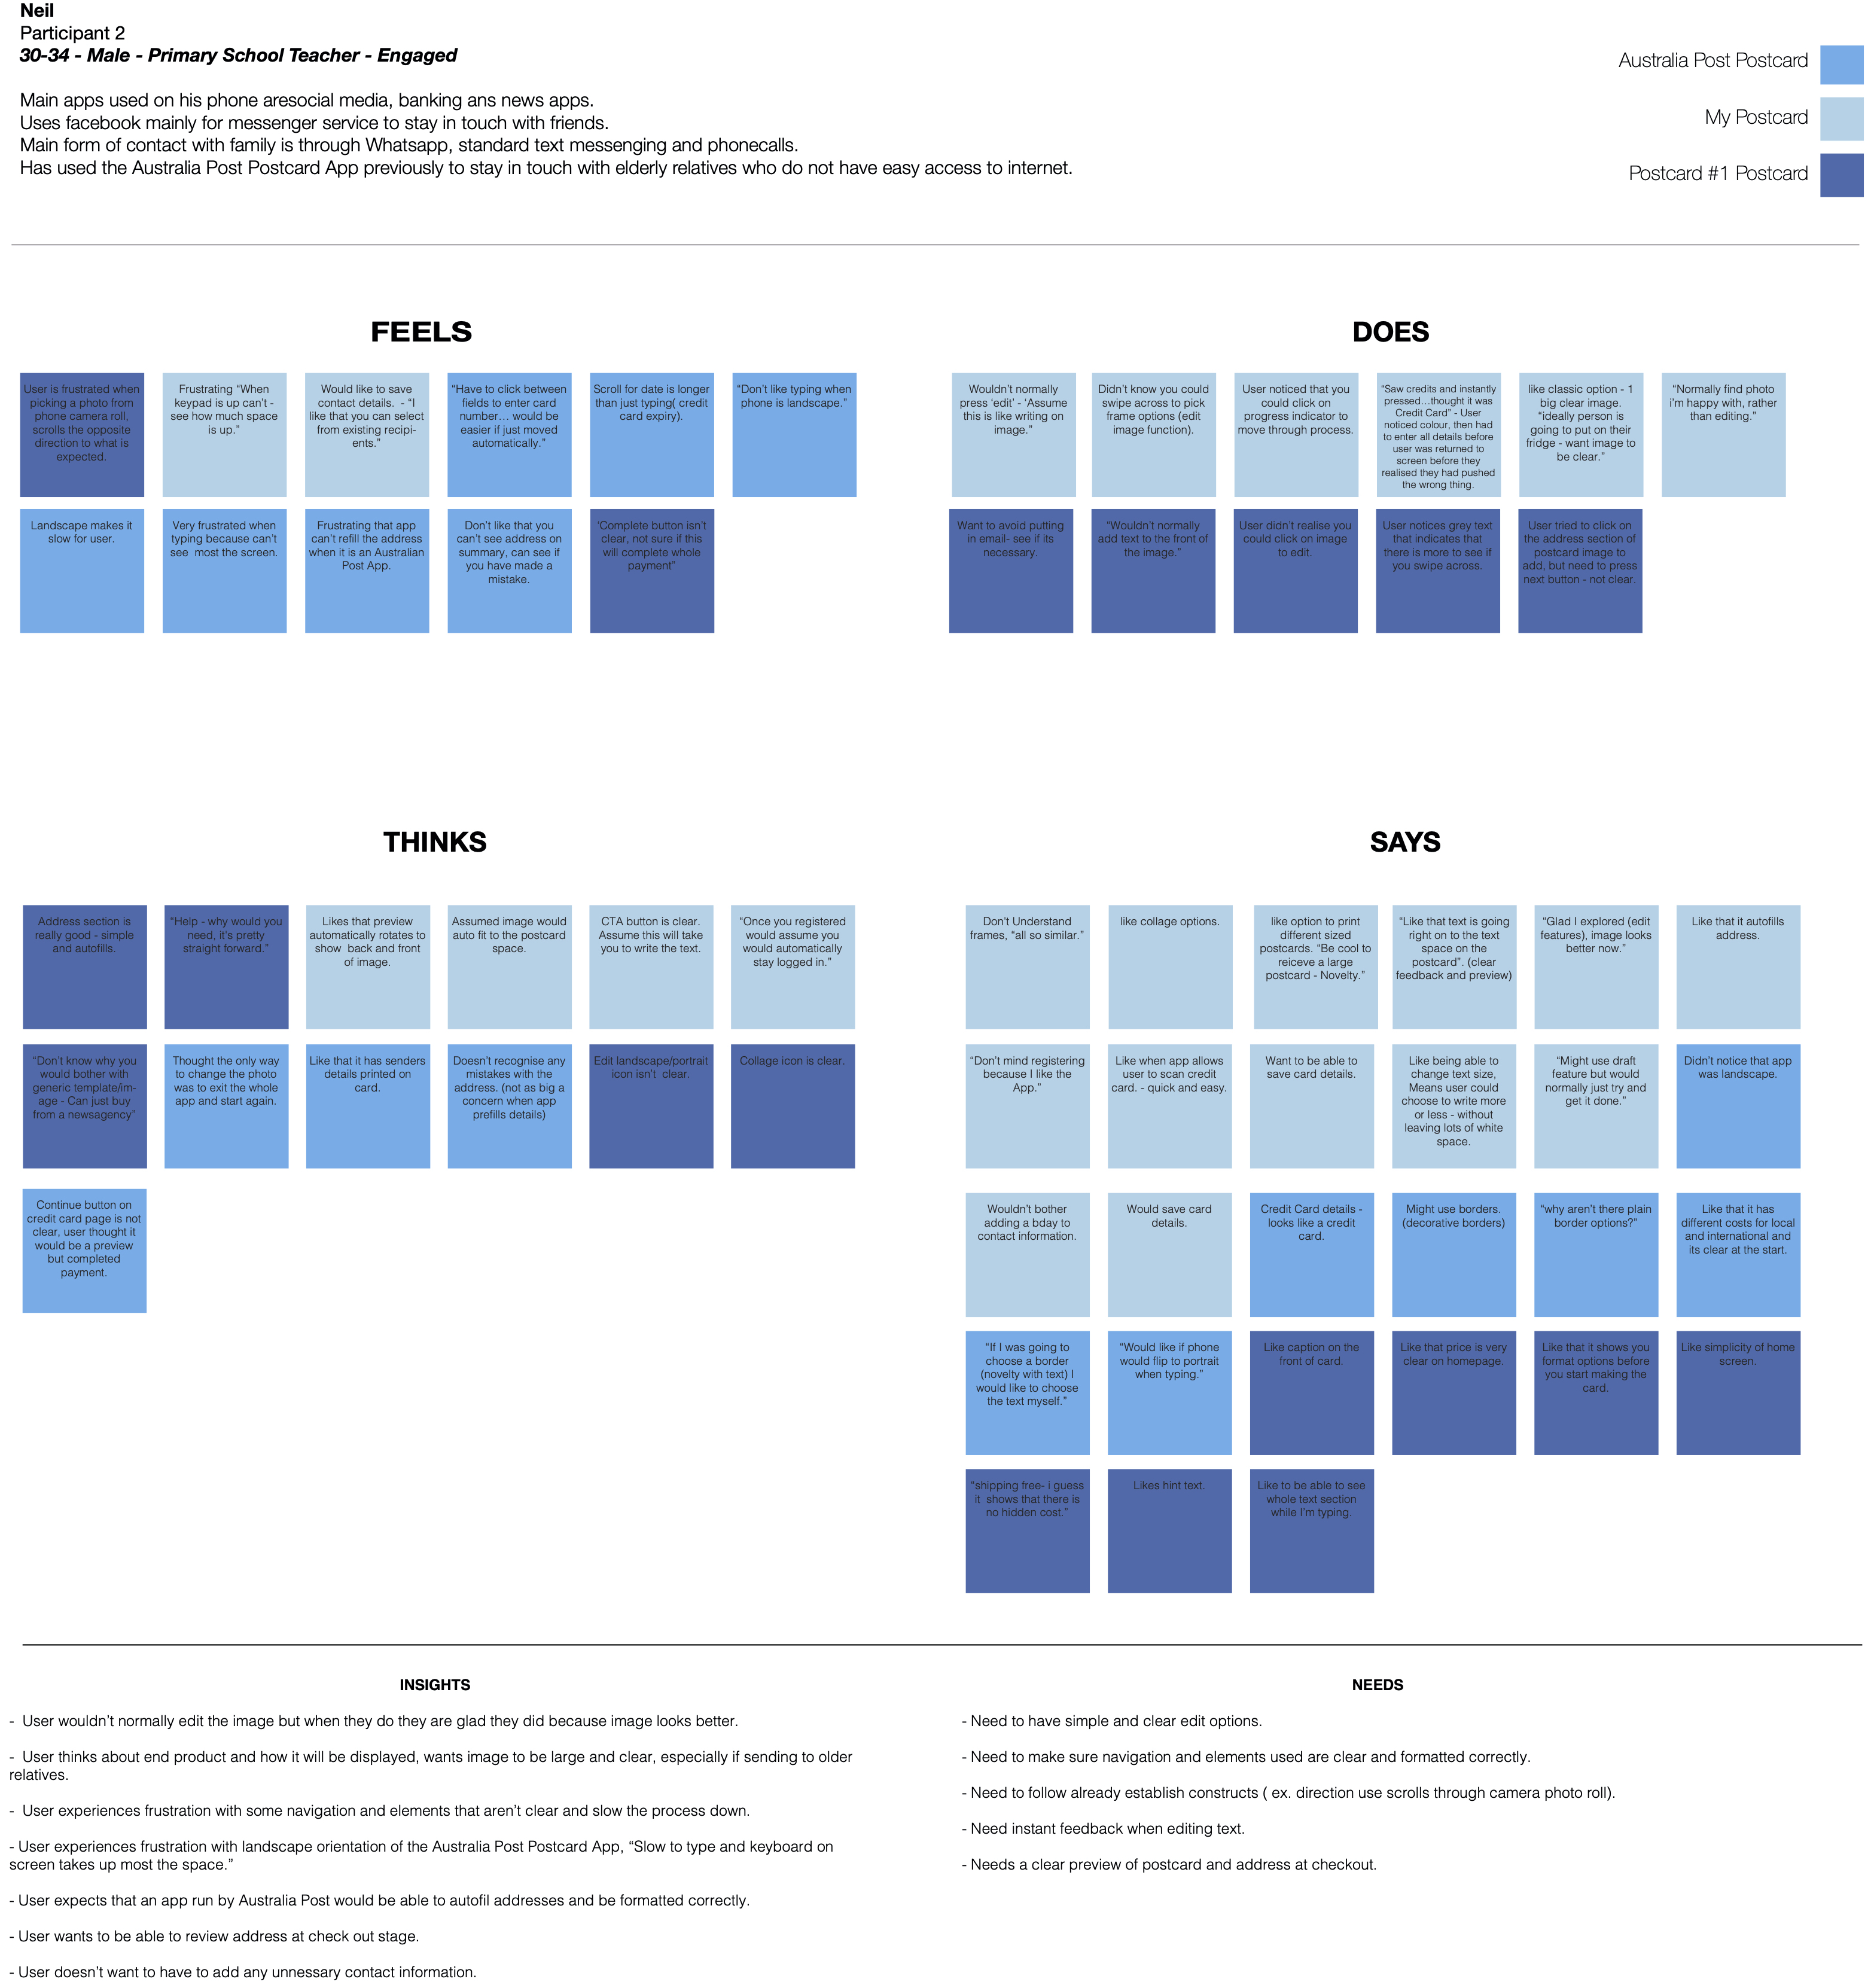 Neil
Participant 2
30-34 - Male - Primary School Teacher - Engaged
Main apps used on his phone aresocial media, banking ans news apps.
Uses facebook mainly for messenger service to stay in touch with friends.
Main form of contact with family is through Whatsapp, standard text messenging and phonecalls.
Has used the Australia Post Postcard App previously to stay in touch with elderly relatives who do not have easy access to internet.
Australia Post Postcard
My Postcard
Postcard #1 Postcard
FEELS
User is frustrated when
picking a photo from
phone camera roll,
scrolls the opposite
direction to what is
expected.
Frustrating “When
keypad is up can’t -
see how much space
is up.”
Would like to save
contact details. - “I
like that you can select
from existing recipi-
ents.”
“Have to click between
fields to enter card
number... would be
easier if just moved
automatically.”
Scroll for date is longer
than just typing( credit
card expiry).
“Don’t like typing when
phone is landscape.”
Landscape makes it
slow for user.
Very frustrated when
typing because can’t
see most the screen.
Frustrating that app
can’t refill the address
when it is an Australian
Post App.
Don’t like that you
can’t see address on
summary, can see if
you have made a
mistake.
‘Complete button isn’t
clear, not sure if this
will complete whole
payment”
DOES
Wouldn’t normally
press ‘edit’ - ‘Assume
this is like writing on
image.”
Didn’t know you could
swipe across to pick
frame options (edit
image function).
User noticed that you
could click on
progress indicator to
move through process.
“Saw credits and instantly
pressed...thought it was
Credit Card” - User
noticed colour, then had
to enter all details before
user was returned to
screen before they
realised they had pushed
the wrong thing.
like classic option - 1
big clear image.
“ideally person is
going to put on their
fridge - want image to
be clear.”
“Normally find photo
i’m happy with, rather
than editing.”
Want to avoid putting
in email- see if its
necessary.
“Wouldn’t normally
add text to the front of
the image.”
User didn’t realise you
could click on image
to edit.
User notices grey text
that indicates that
there is more to see if
you swipe across.
User tried to click on
the address section of
postcard image to
add, but need to press
next button - not clear.
THINKS
Address section is
really good - simple
and autofills.
“Help - why would you
need, it’s pretty
straight forward.”
Likes that preview
automatically rotates to
show back and front
of image.
Assumed image would
auto fit to the postcard
space.
CTA button is clear.
Assume this will take
you to write the text.
“Once you registered
would assume you
would automatically
stay logged in.”
“Don’t know why you
would bother with
generic template/im-
age - Can just buy
from a newsagency”
Thought the only way
to change the photo
was to exit the whole
app and start again.
Like that it has senders
details printed on
card.
Doesn’t recognise any
mistakes with the
address. (not as big a
concern when app
prefills details)
Edit landscape/portrait
icon isn’t clear.
Collage icon is clear.
Continue button on
credit card page is not
clear, user thought it
would be a preview
but completed
payment.
SAYS
Don't Understand
frames, “all so similar.”
like collage options.
like option to print
different sized
postcards. “Be cool to
reiceve a large
postcard - Novelty.”
“Like that text is going
right on to the text
space on the
postcard”. (clear
feedback and preview)
“Glad I explored (edit
features), image looks
better now.”
Like that it autofills
address.
“Don’t mind registering
because I like the
App.”
Like when app allows
user to scan credit
card. - quick and easy.
Want to be able to
save card details.
Like being able to
change text size,
Means user could
choose to write more
or less - without
leaving lots of white
space.
“Might use draft
feature but would
normally just try and
get it done.”
Didn’t notice that app
was landscape.
Wouldn’t bother
adding a bday to
contact information.
Would save card
details.
Credit Card details -
looks like a credit
card.
Might use borders.
(decorative borders)
“why aren’t there plain
border options?”
Like that it has
different costs for local
and international and
its clear at the start.
“If I was going to
choose a border
(novelty with text) I
would like to choose
the text myself.”
“Would like if phone
would flip to portrait
when typing.”
Like caption on the
front of card.
Like that price is very
clear on homepage.
Like that it shows you
format options before
you start making the
card.
Like simplicity of home
screen.
“shipping free- i guess
it shows that there is
no hidden cost.”
Likes hint text.
Like to be able to see
whole text section
while I’m typing.
INSIGHTS
- User wouldn’t normally edit the image but when they do they are glad they did because image looks better.
- User thinks about end product and how it will be displayed, wants image to be large and clear, especially if sending to older
relatives.
- User experiences frustration with some navigation and elements that aren’t clear and slow the process down.
- User experiences frustration with landscape orientation of the Australia Post Postcard App, “Slow to type and keyboard on
screen takes up most the space.”
- User expects that an app run by Australia Post would be able to autofil addresses and be formatted correctly.
- User wants to be able to review address at check out stage.
- User doesn’t want to have to add any unnessary contact information.
NEEDS
- Need to have simple and clear edit options.
- Need to make sure navigation and elements used are clear and formatted correctly.
- Need to follow already establish constructs ( ex. direction use scrolls through camera photo roll).
- Need instant feedback when editing text.
- Needs a clear preview of postcard and address at checkout.